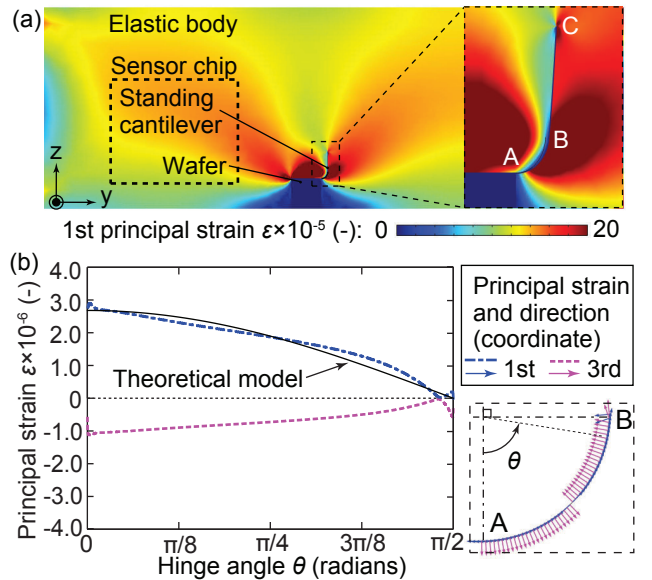 (a)
Elastic body
Sensor chip
Standing
cantilever
Wafer
z
y
A
B
C
1st principal strain ε×10⁻⁵ (-): 0
20
(b)
Principal strain ε×10⁻⁶ (-)
4.0
3.0
2.0
1.0
0
-1.0
-2.0
-3.0
-4.0
Theoretical model
0
π/8
π/4
3π/8
π/2
Hinge angle θ (radians)
Principal strain
and direction
(coordinate)
1st
3rd
B
θ
A